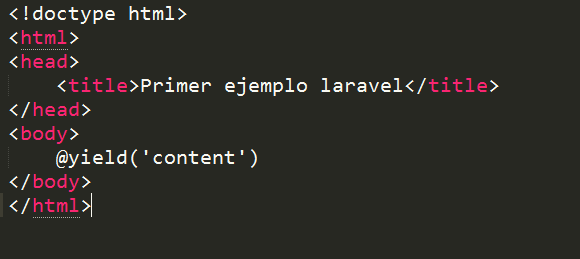 <!doctype html>
<html>
<head>
    <title>Primer ejemplo laravel</title>
</head>
<body>
    @yield('content')
</body>
</html>